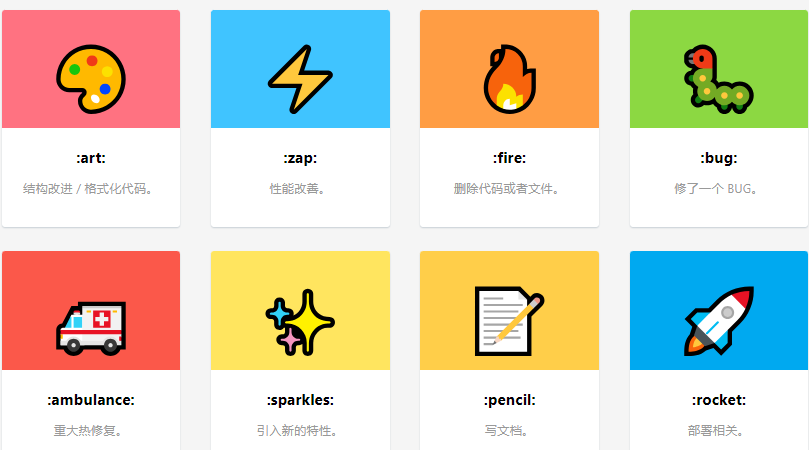 :art:
结构改进 / 格式化代码。
:zap:
性能改善。
:fire:
删除代码或者文件。
:bug:
修了一个 BUG。
:ambulance:
重大热修复。
:sparkles:
引入新的特性。
:pencil:
写文档。
:rocket:
部署相关。